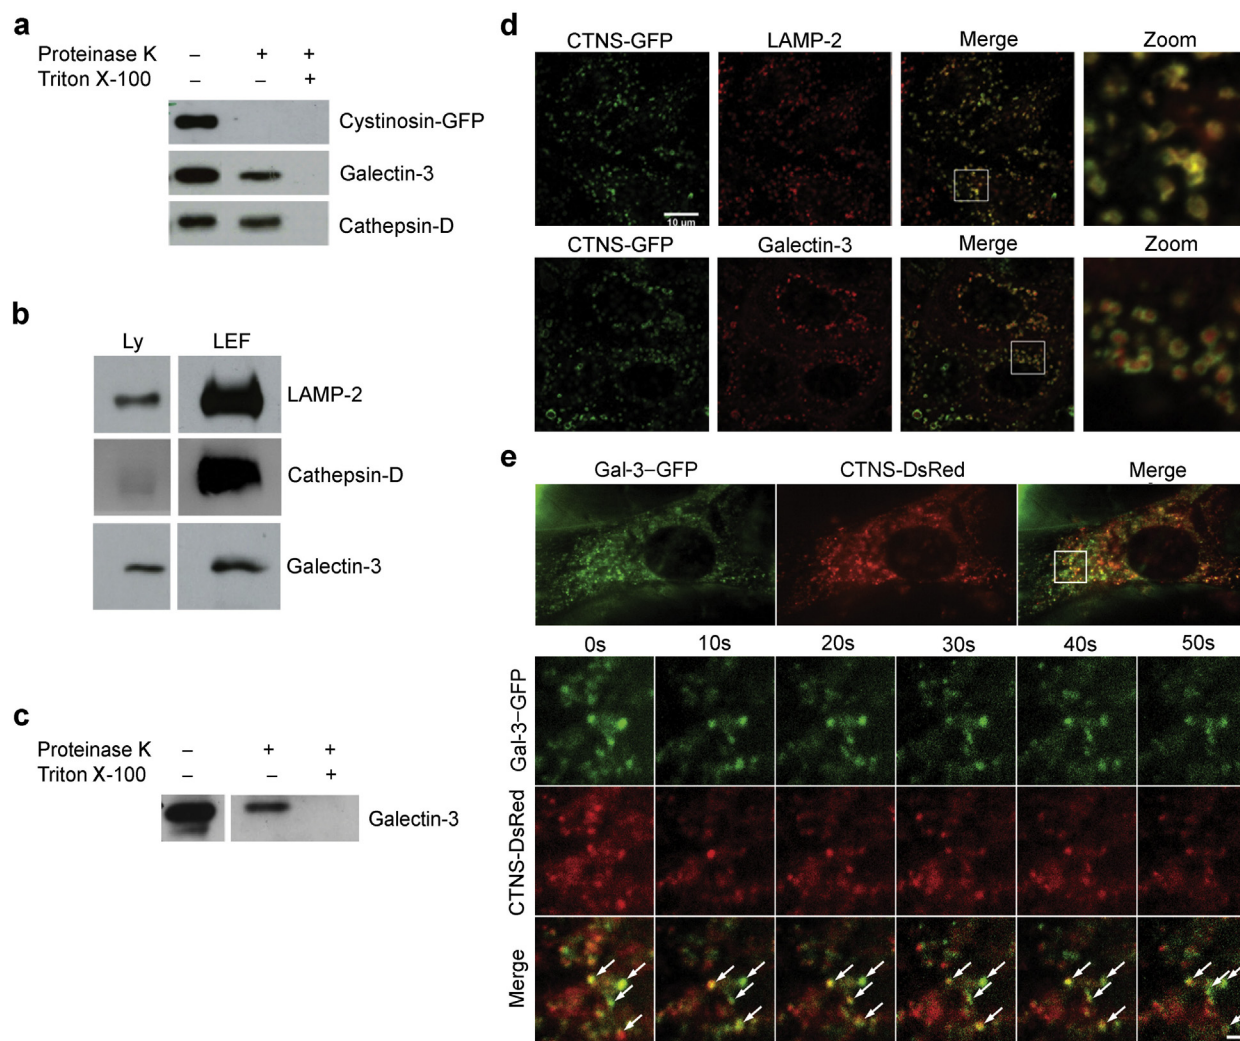 a
Proteinase K – + +
Triton X-100 – – +
Cystinosin-GFP
Galectin-3
Cathepsin-D
b
Ly LEF
LAMP-2
Cathepsin-D
Galectin-3
c
Proteinase K – + +
Triton X-100 – – +
Galectin-3
d
CTNS-GFP LAMP-2 Merge Zoom
10 µm
CTNS-GFP Galectin-3 Merge Zoom
e
Gal-3–GFP CTNS-DsRed Merge
0s 10s 20s 30s 40s 50s
Gal-3–GFP
CTNS-DsRed
Merge